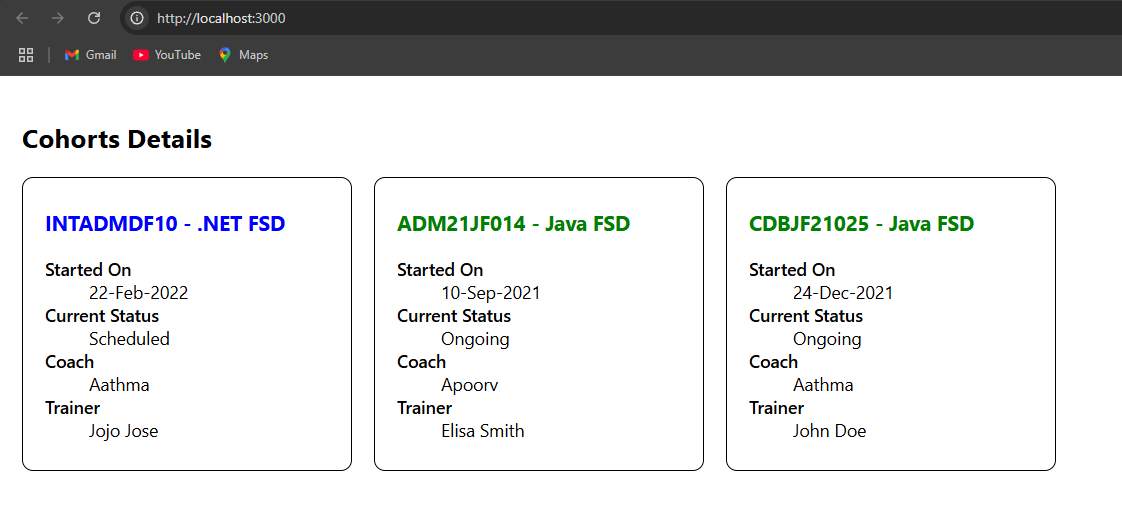 http://localhost:3000
Gmail YouTube Maps
Cohorts Details
INTADMDF10 - .NET FSD
Started On
22-Feb-2022
Current Status
Scheduled
Coach
Aathma
Trainer
Jojo Jose
ADM21JF014 - Java FSD
Started On
10-Sep-2021
Current Status
Ongoing
Coach
Apoorv
Trainer
Elisa Smith
CDBJF21025 - Java FSD
Started On
24-Dec-2021
Current Status
Ongoing
Coach
Aathma
Trainer
John Doe